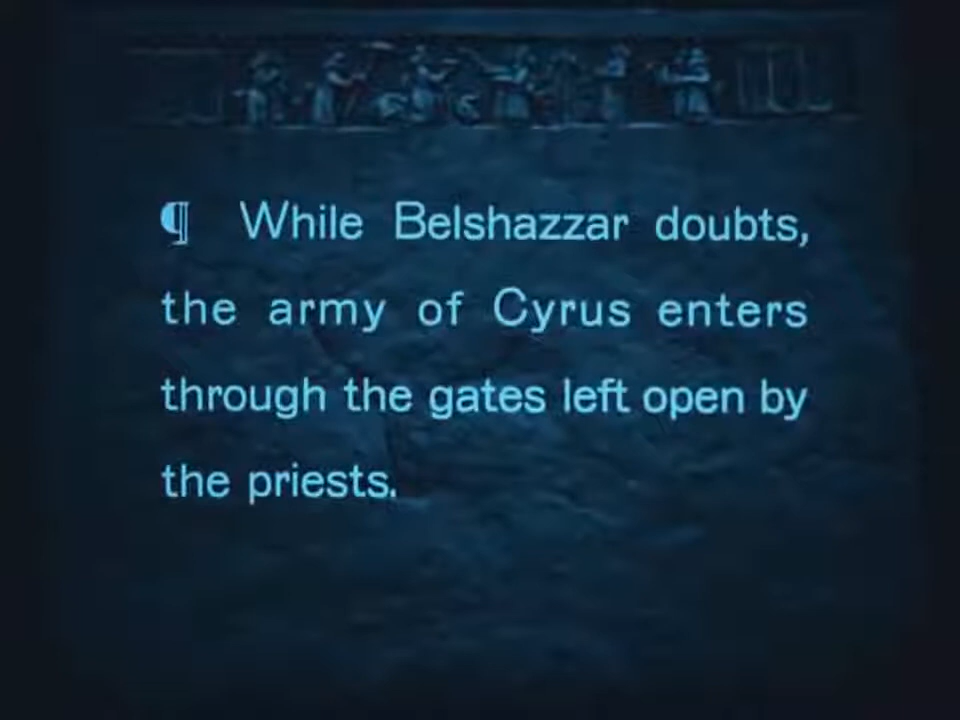 ¶ While Belshazzar doubts,
the army of Cyrus enters
through the gates left open by
the priests.